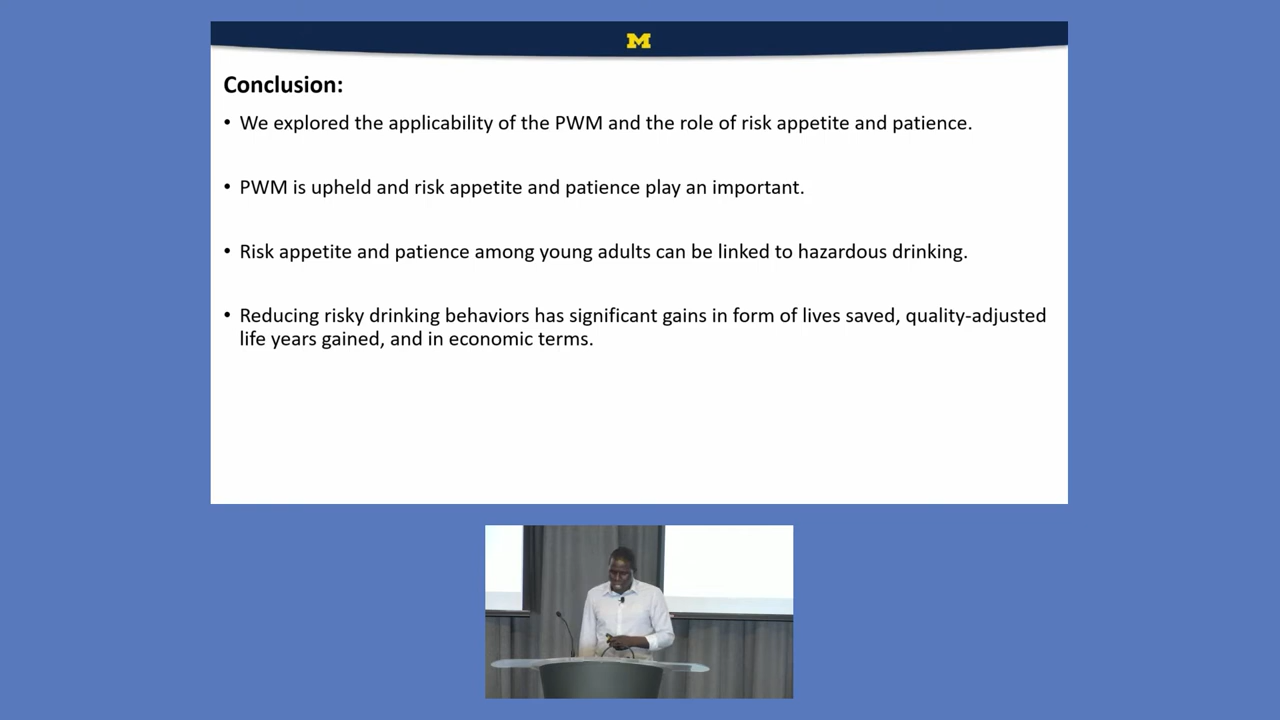 M
Conclusion:
• We explored the applicability of the PWM and the role of risk appetite and patience.
• PWM is upheld and risk appetite and patience play an important.
• Risk appetite and patience among young adults can be linked to hazardous drinking.
• Reducing risky drinking behaviors has significant gains in form of lives saved, quality-adjusted
life years gained, and in economic terms.